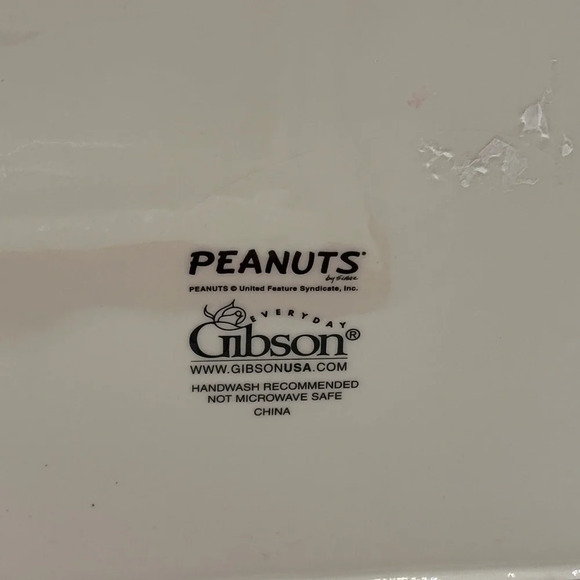 PEANUTS
by Schulz
PEANUTS © United Feature Syndicate, Inc.
EVERYDAY
Gibson®
WWW.GIBSONUSA.COM
HANDWASH RECOMMENDED
NOT MICROWAVE SAFE
CHINA